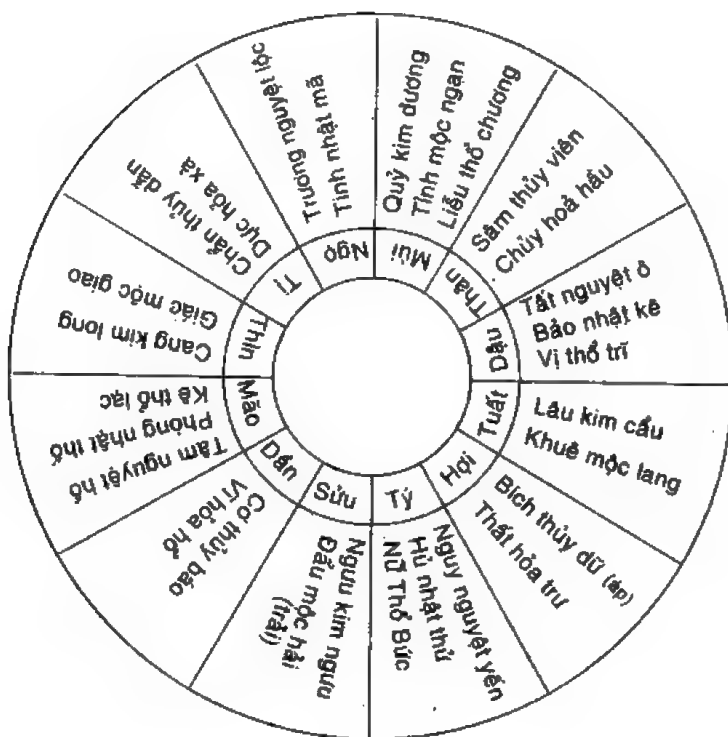 Quỷ kim dương
Tỉnh mộc ngạn
Liễu thổ chương
Mùi
Sâm thủy viên
Chủy hoả hầu
Thân
Tất nguyệt ô
Bảo nhật kê
Vị thổ trĩ
Dậu
Lâu kim cẩu
Khuê mộc lang
Tuất
Bích thủy dữ (áp)
Thất hỏa trư
Hợi
Nguy nguyệt yến
Hủ nhật thử
Nữ Thổ Bức
Tý
Ngưu kim ngưu
Đẩu mộc hải
(trãi)
Sửu
Cơ thủy báo
Vĩ hỏa hổ
Dần
Tâm nguyệt hồ
Phòng nhật thố
Kê thổ lạc
Mão
Cang kim long
Giác mộc giao
Thìn
Chẩn thủy dẫn
Dực hỏa xà
Tị
Trương nguyệt lộc
Tinh nhật mã
Ngọ